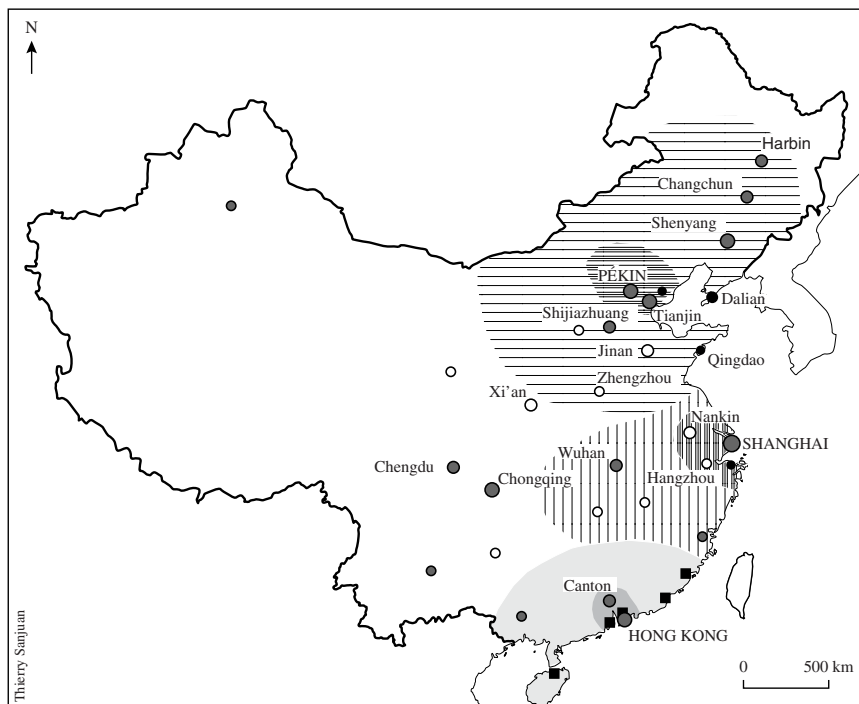 N
Harbin
Changchun
Shenyang
PÉKIN
Dalian
Tianjin
Shijiazhuang
Jinan
Qingdao
Zhengzhou
Xi'an
Nankin
SHANGHAI
Wuhan
Chengdu
Hangzhou
Chongqing
Canton
HONG KONG
0 500 km
Thierry Sanjuan